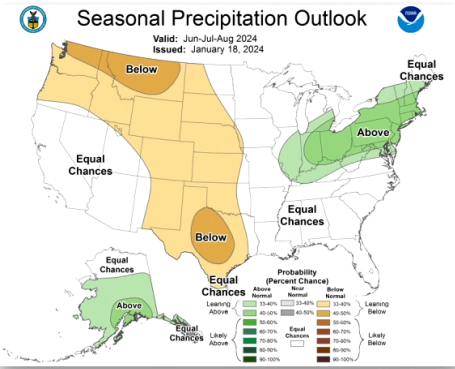 Seasonal Precipitation Outlook
NOAA
Valid: Jun-Jul-Aug 2024
Issued: January 18, 2024
Below
Equal
Chances
Above
Equal
Chances
Equal
Chances
Below
Equal
Chances
Equal
Chances
Above
Equal
Chances
Probability
(Percent Chance)
Above
Normal
Near
Normal
Below
Normal
Leaning
Above
33-40%
33-40%
33-40%
Leaning
Below
40-50%
40-50%
40-50%
50-60%
50-60%
Likely
Above
60-70%
Equal
Chances
60-70%
Likely
Below
70-80%
70-80%
80-90%
80-90%
90-100%
90-100%